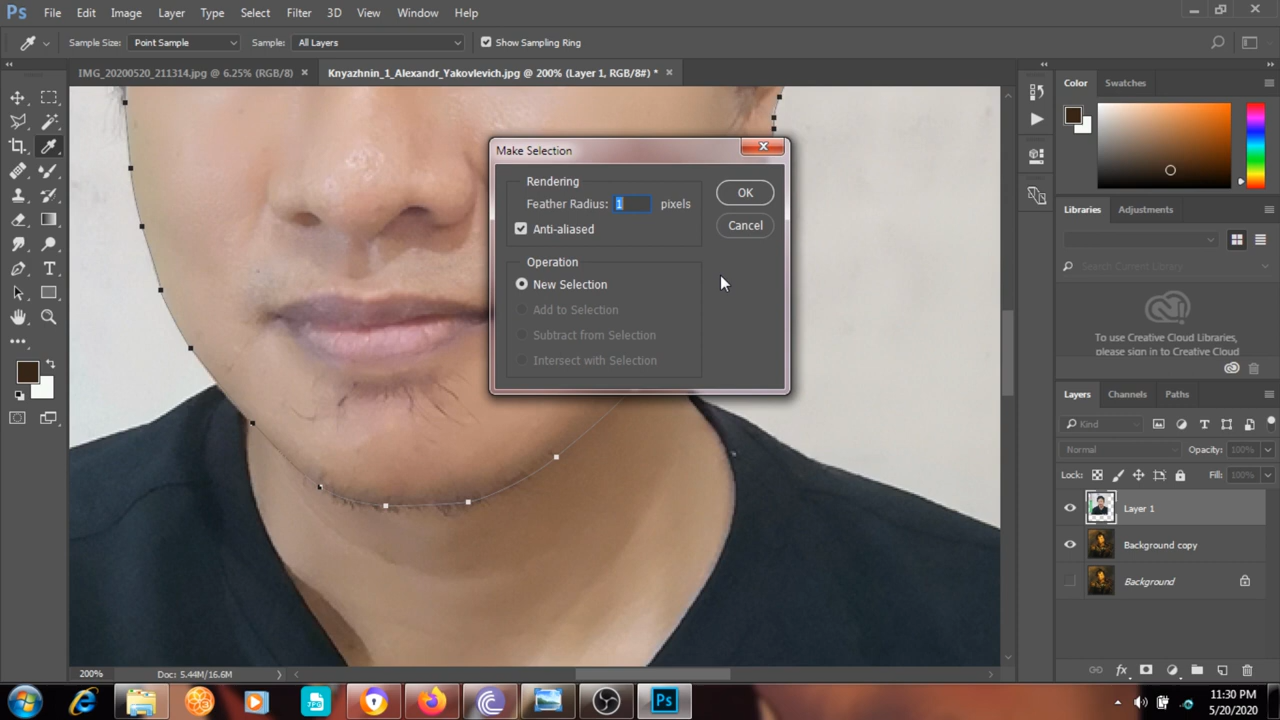 Ps File Edit Image Layer Type Select Filter 3D View Window Help
Sample Size: Point Sample Sample: All Layers Show Sampling Ring
IMG_20200520_211314.jpg @ 6.25% (RGB/8) Knyazhnin_1_Alexandr_Yakovlevich.jpg @ 200% (Layer 1, RGB/8#) *
Color Swatches
Make Selection
Rendering
Feather Radius: 1 pixels
Anti-aliased
OK
Cancel
Operation
New Selection
Add to Selection
Subtract from Selection
Intersect with Selection
Libraries Adjustments
Search Current Library
To use Creative Cloud Libraries,
please sign in to Creative Cloud
Layers Channels Paths
Kind
Normal Opacity: 100%
Lock: Fill: 100%
Layer 1
Background copy
Background
fx
200% Doc: 5.44M/16.6M
JPG
Ps
11:30 PM
5/20/2020